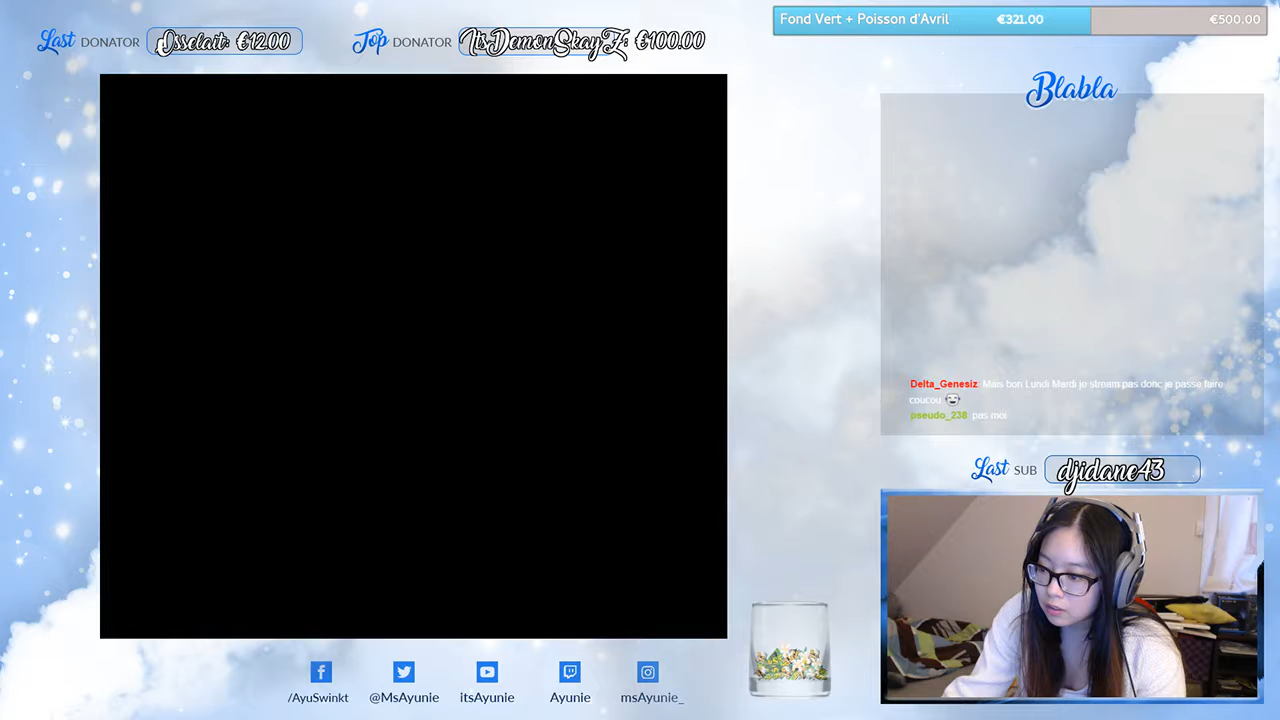 Last DONATOR Osselait: €12.00
Top DONATOR ItsDemonSkayZ: €100.00
Fond Vert + Poisson d'Avril €321.00 €500.00
Blabla
Delta_Genesiz Mais bon Lundi Mardi je stream pas donc je passe faire
coucou
pseudo_238 pas moi
Last SUB djidane43
/AyuSwinkt @MsAyunie itsAyunie Ayunie msAyunie_